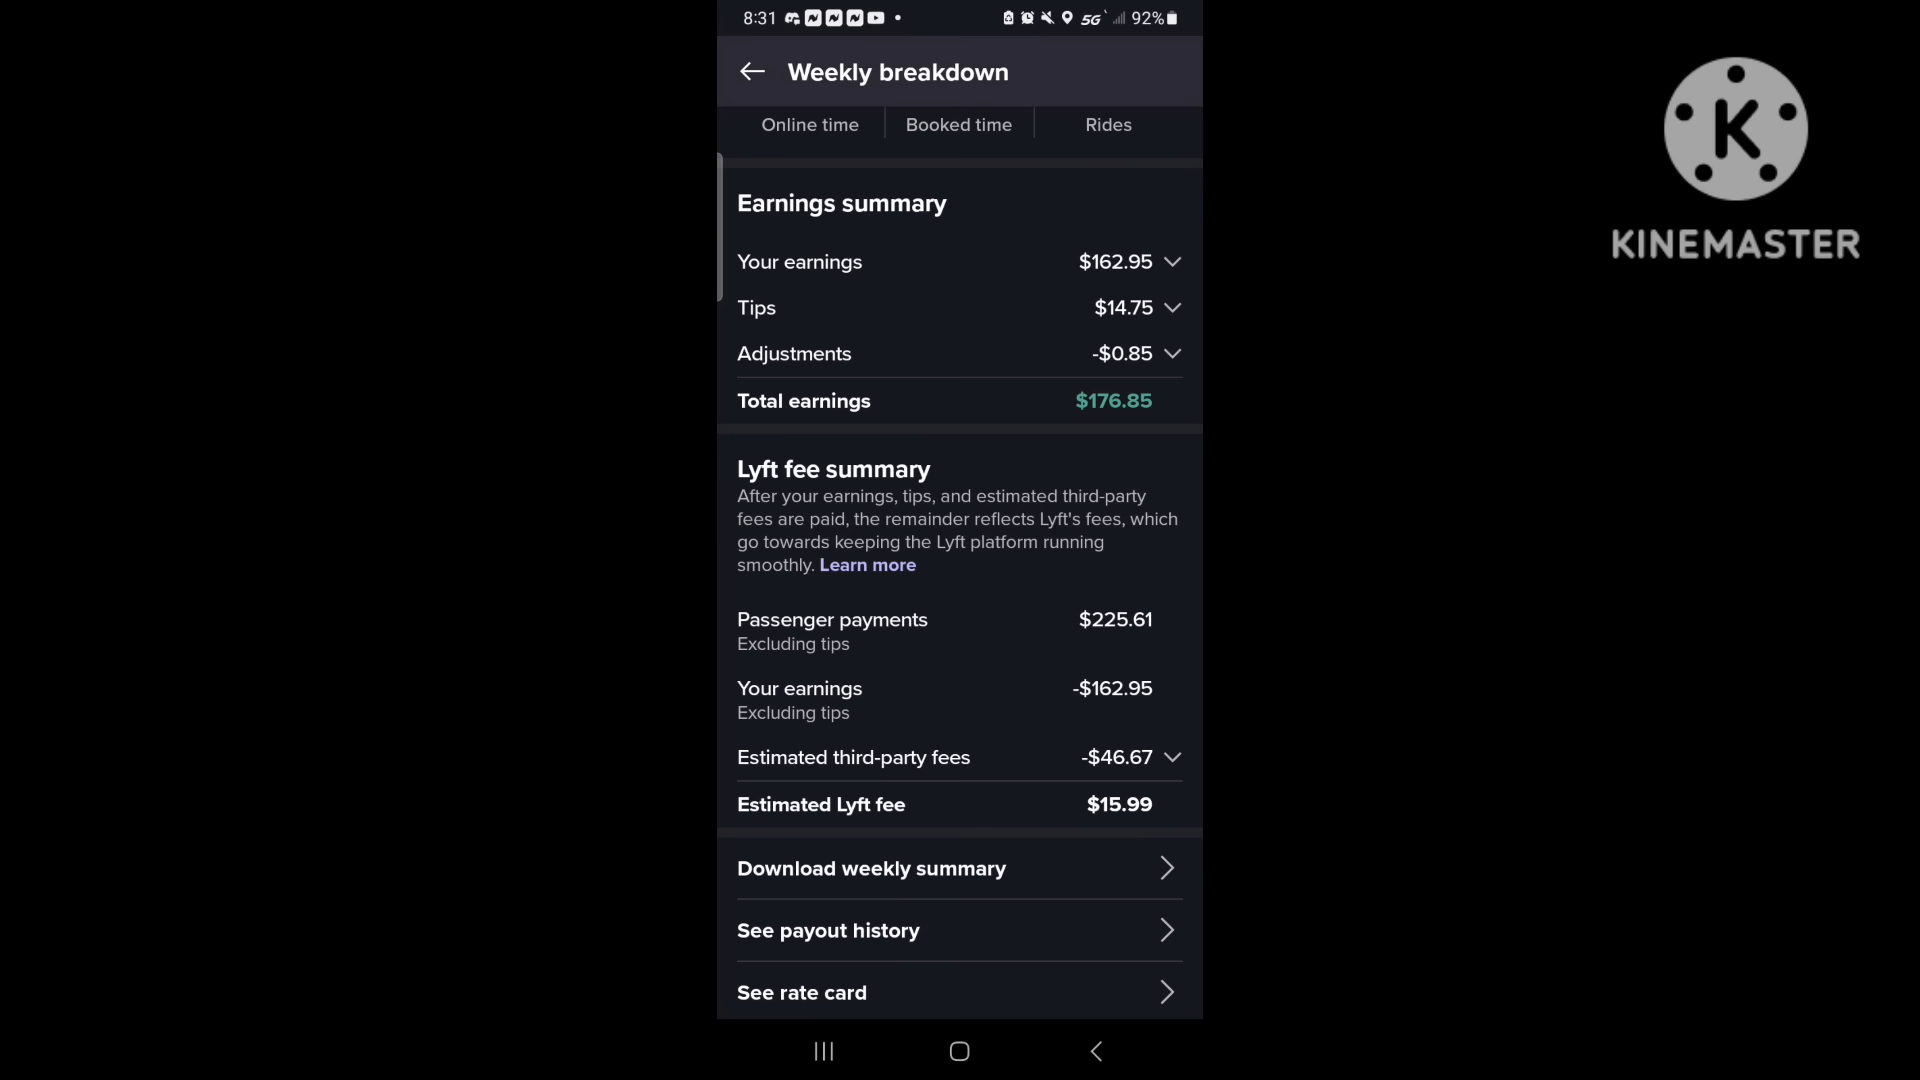 8:31
5G
92%
Weekly breakdown
Online time Booked time Rides
Earnings summary
Your earnings $162.95
Tips $14.75
Adjustments -$0.85
Total earnings $176.85
Lyft fee summary
After your earnings, tips, and estimated third-party
fees are paid, the remainder reflects Lyft's fees, which
go towards keeping the Lyft platform running
smoothly. Learn more
Passenger payments $225.61
Excluding tips
Your earnings -$162.95
Excluding tips
Estimated third-party fees -$46.67
Estimated Lyft fee $15.99
Download weekly summary
See payout history
See rate card
K
KINEMASTER